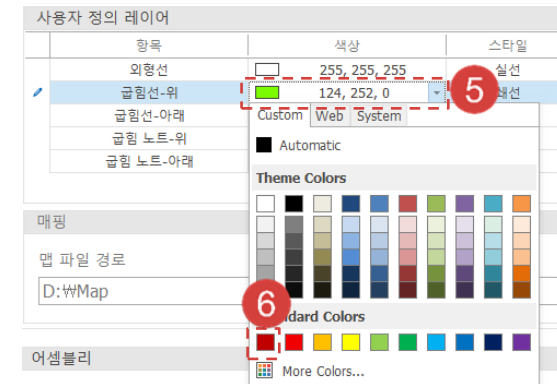 사용자 정의 레이어
항목 색상 스타일
외형선 255, 255, 255 실선
굽힘선-위 124, 252, 0 5
굽힘선-아래
굽힘 노트-위
굽힘 노트-아래
Custom Web System
Automatic
Theme Colors
매핑
맵 파일 경로
D:₩Map
6
Colors
More Colors...
어셈블리